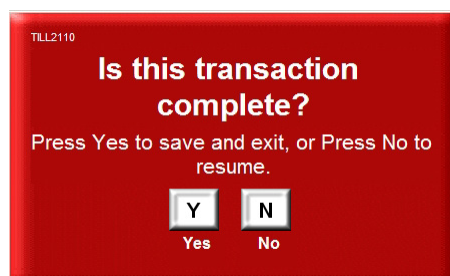 TILL2110
Is this transaction
complete?
Press Yes to save and exit, or Press No to
resume.
Y N
Yes No